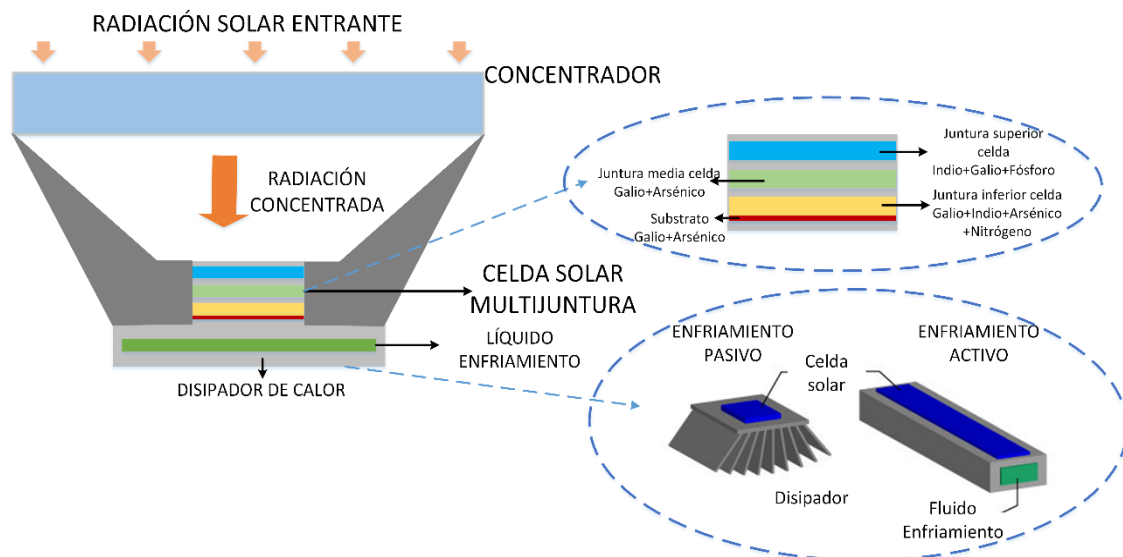 RADIACIÓN SOLAR ENTRANTE
CONCENTRADOR
RADIACIÓN
CONCENTRADA
CELDA SOLAR
MULTIJUNTURA
LÍQUIDO
ENFRIAMIENTO
DISIPADOR DE CALOR
Juntura superior
celda
Indio+Galio+Fósforo
Juntura media celda
Galio+Arsénico
Juntura inferior celda
Galio+Indio+Arsénico
+Nitrógeno
Substrato
Galio+Arsénico
ENFRIAMIENTO
PASIVO
ENFRIAMIENTO
ACTIVO
Celda
solar
Disipador
Fluido
Enfriamiento